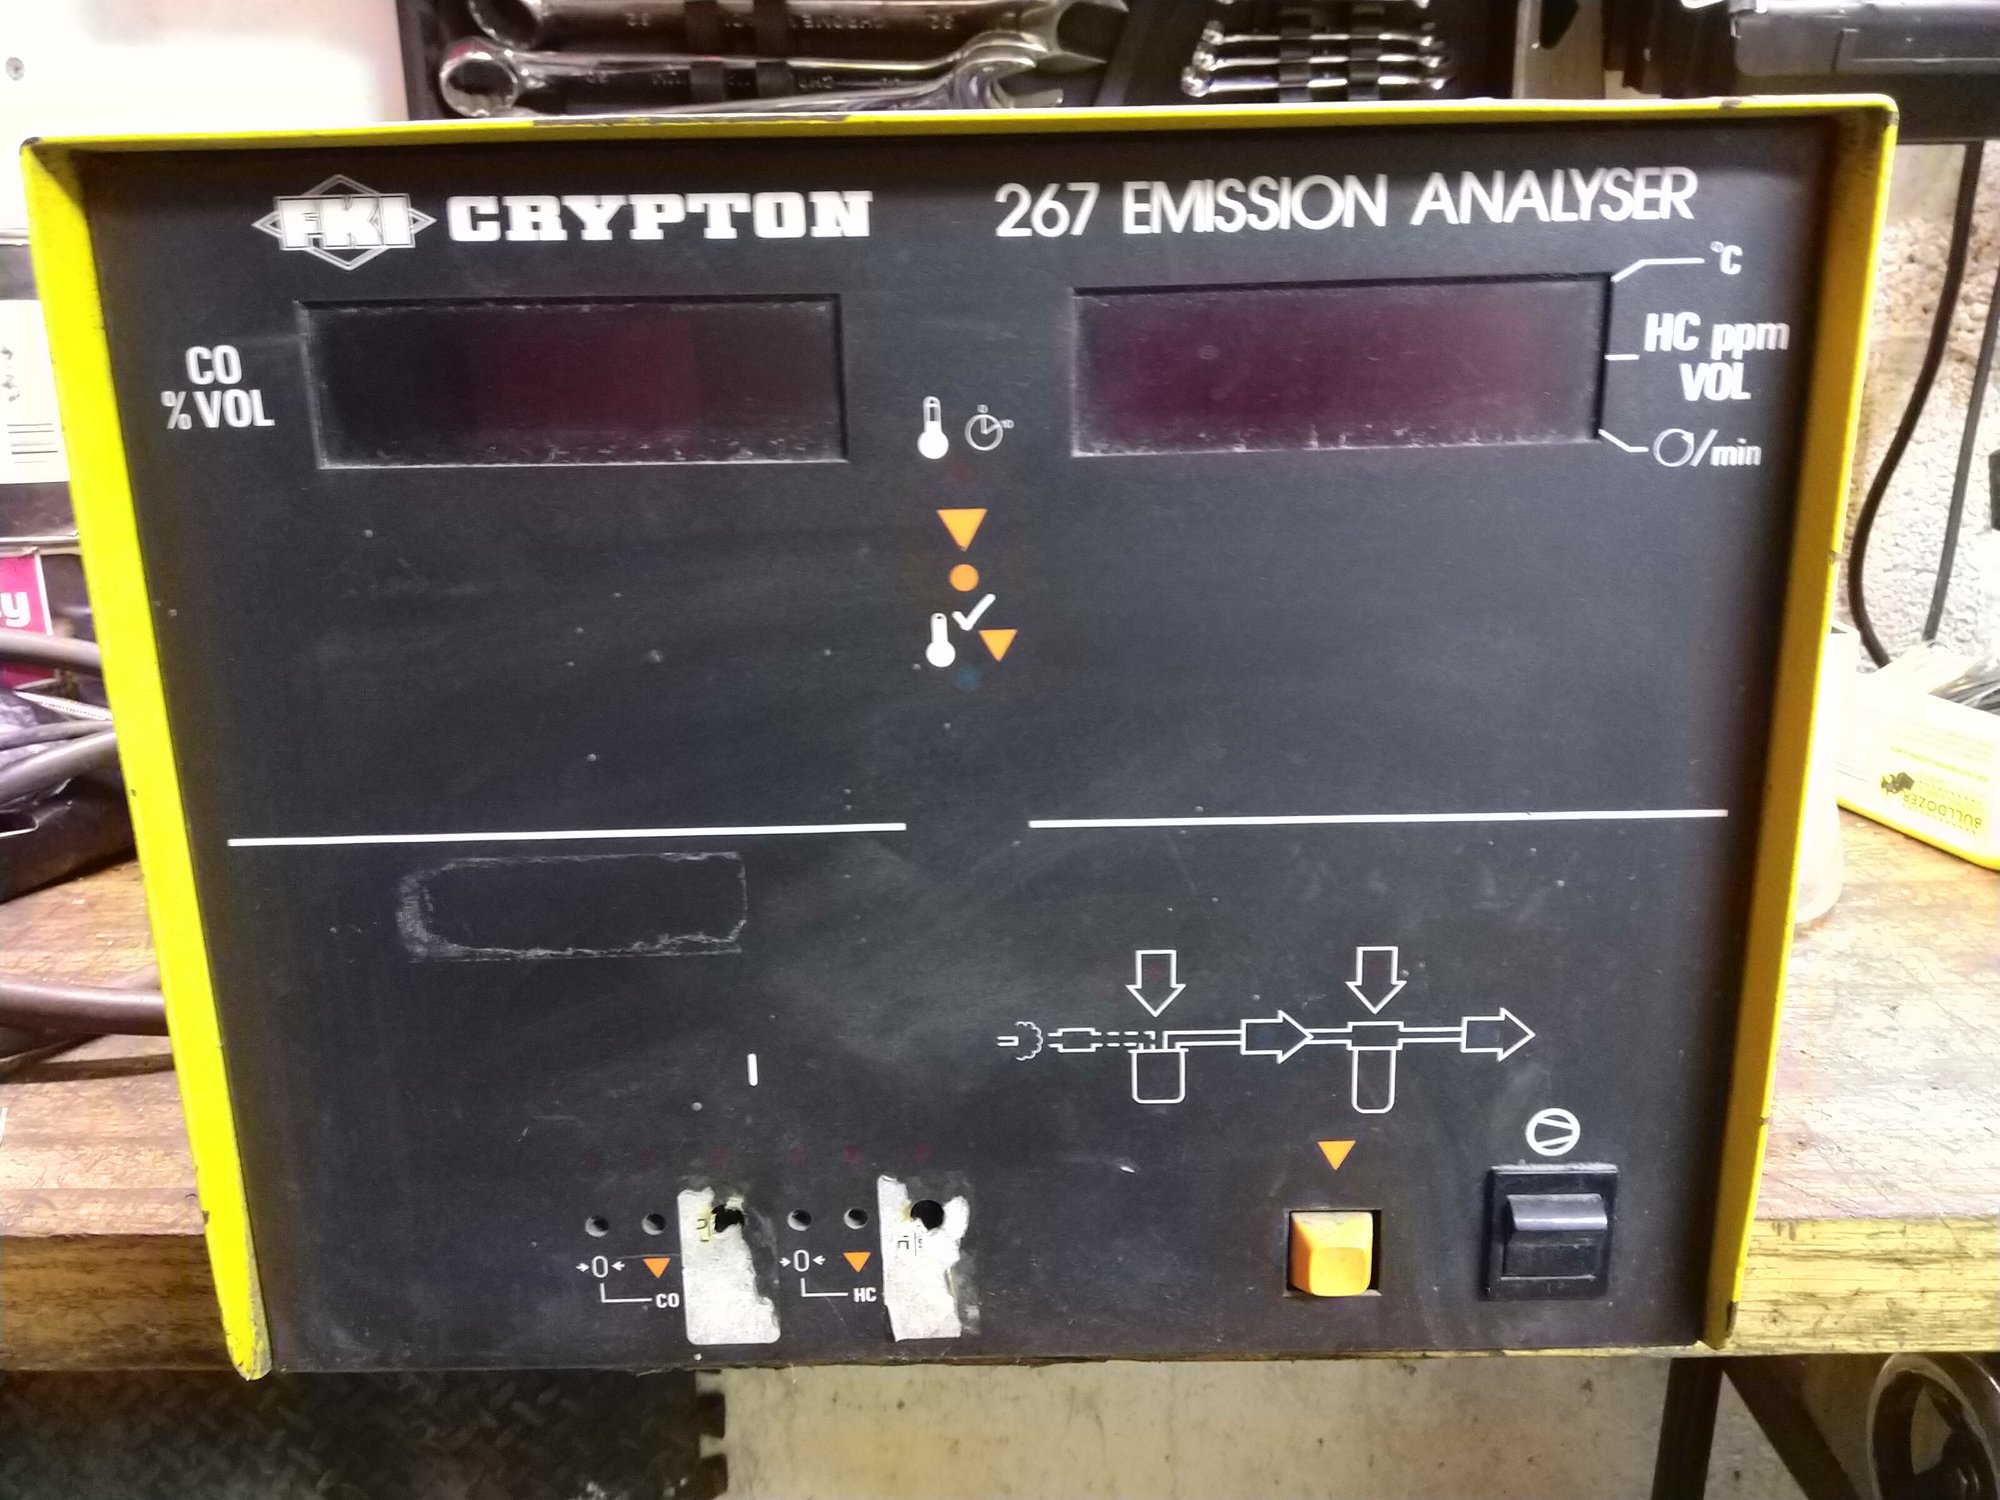 FKI CRYPTON
267 EMISSION ANALYSER
°C
CO
% VOL
HC ppm
VOL
/min
0
CO
0
HC
y
BULLDOZER